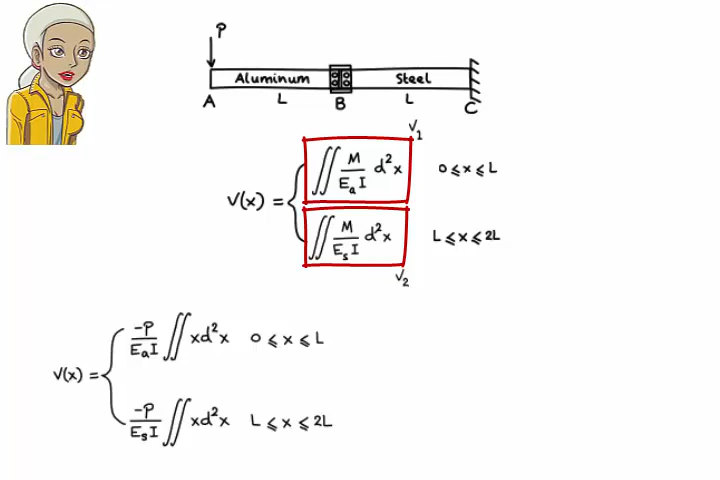 P
Aluminum Steel
A L B L C
V₁
V(x) = { ∬ M/(EₐI) d²x 0 ⩽ x ⩽ L
∬ M/(EₛI) d²x L ⩽ x ⩽ 2L
V₂
V(x) = { -P/(EₐI) ∬ x d²x 0 ⩽ x ⩽ L
-P/(EₛI) ∬ x d²x L ⩽ x ⩽ 2L